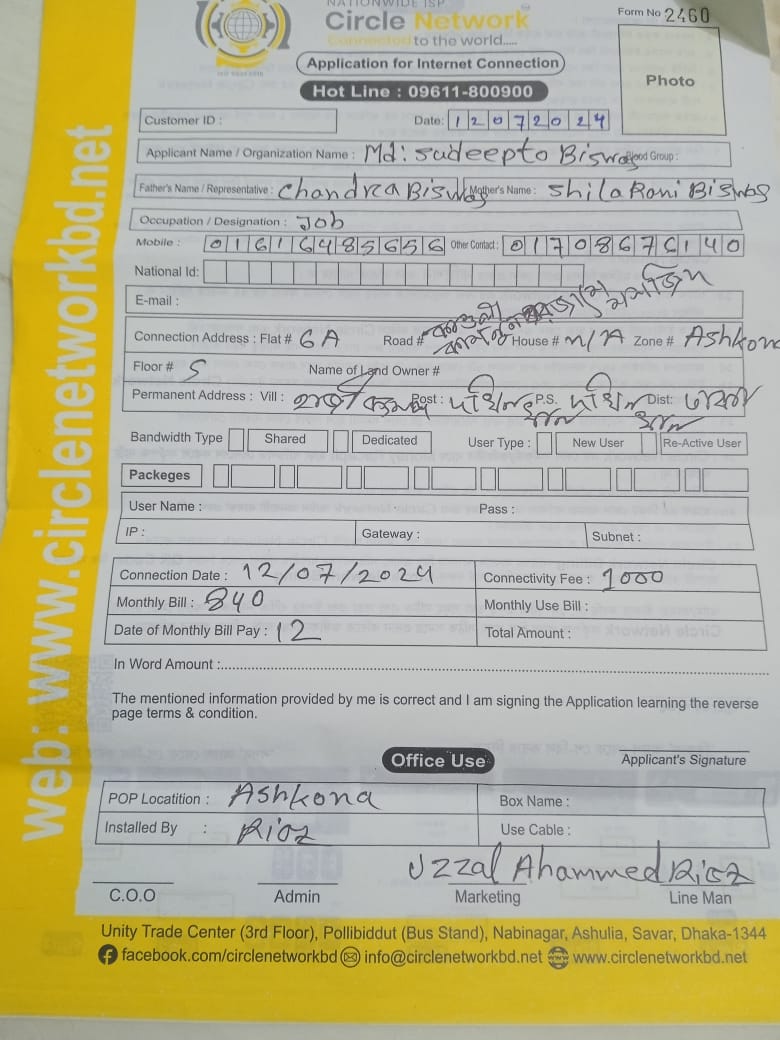 NATIONWIDE ISP
Circle Network
Connected to the world.....
Form No 2460
Application for Internet Connection
Hot Line : 09611-800900
Photo
Customer ID :
Date: 12072024
Applicant Name / Organization Name : Md: Sudeepto Biswas Blood Group :
Father's Name / Representative : Chandra Biswas Mother's Name : Shila Rani Biswas
Occupation / Designation : Job
Mobile : 01616485656 Other Contact : 01708676140
National Id:
E-mail :
Connection Address : Flat # 6A Road # House # n/A Zone # Ashkona
Floor # 5 Name of Land Owner #
Permanent Address : Vill : Post : P.S. Dist:
Bandwidth Type Shared Dedicated User Type : New User Re-Active User
Packeges
User Name : Pass :
IP : Gateway : Subnet :
Connection Date : 12/07/2024 Connectivity Fee : 1000
Monthly Bill : 840 Monthly Use Bill :
Date of Monthly Bill Pay : 12 Total Amount :
In Word Amount :
The mentioned information provided by me is correct and I am signing the Application learning the reverse
page terms & condition.
Office Use
Applicant's Signature
POP Locatition : Ashkona Box Name :
Installed By : Rioz Use Cable :
Uzzal Ahammed Rioz
C.O.O Admin Marketing Line Man
Unity Trade Center (3rd Floor), Pollibiddut (Bus Stand), Nabinagar, Ashulia, Savar, Dhaka-1344
facebook.com/circlenetworkbd info@circlenetworkbd.net www.circlenetworkbd.net
web: www.circlenetworkbd.net